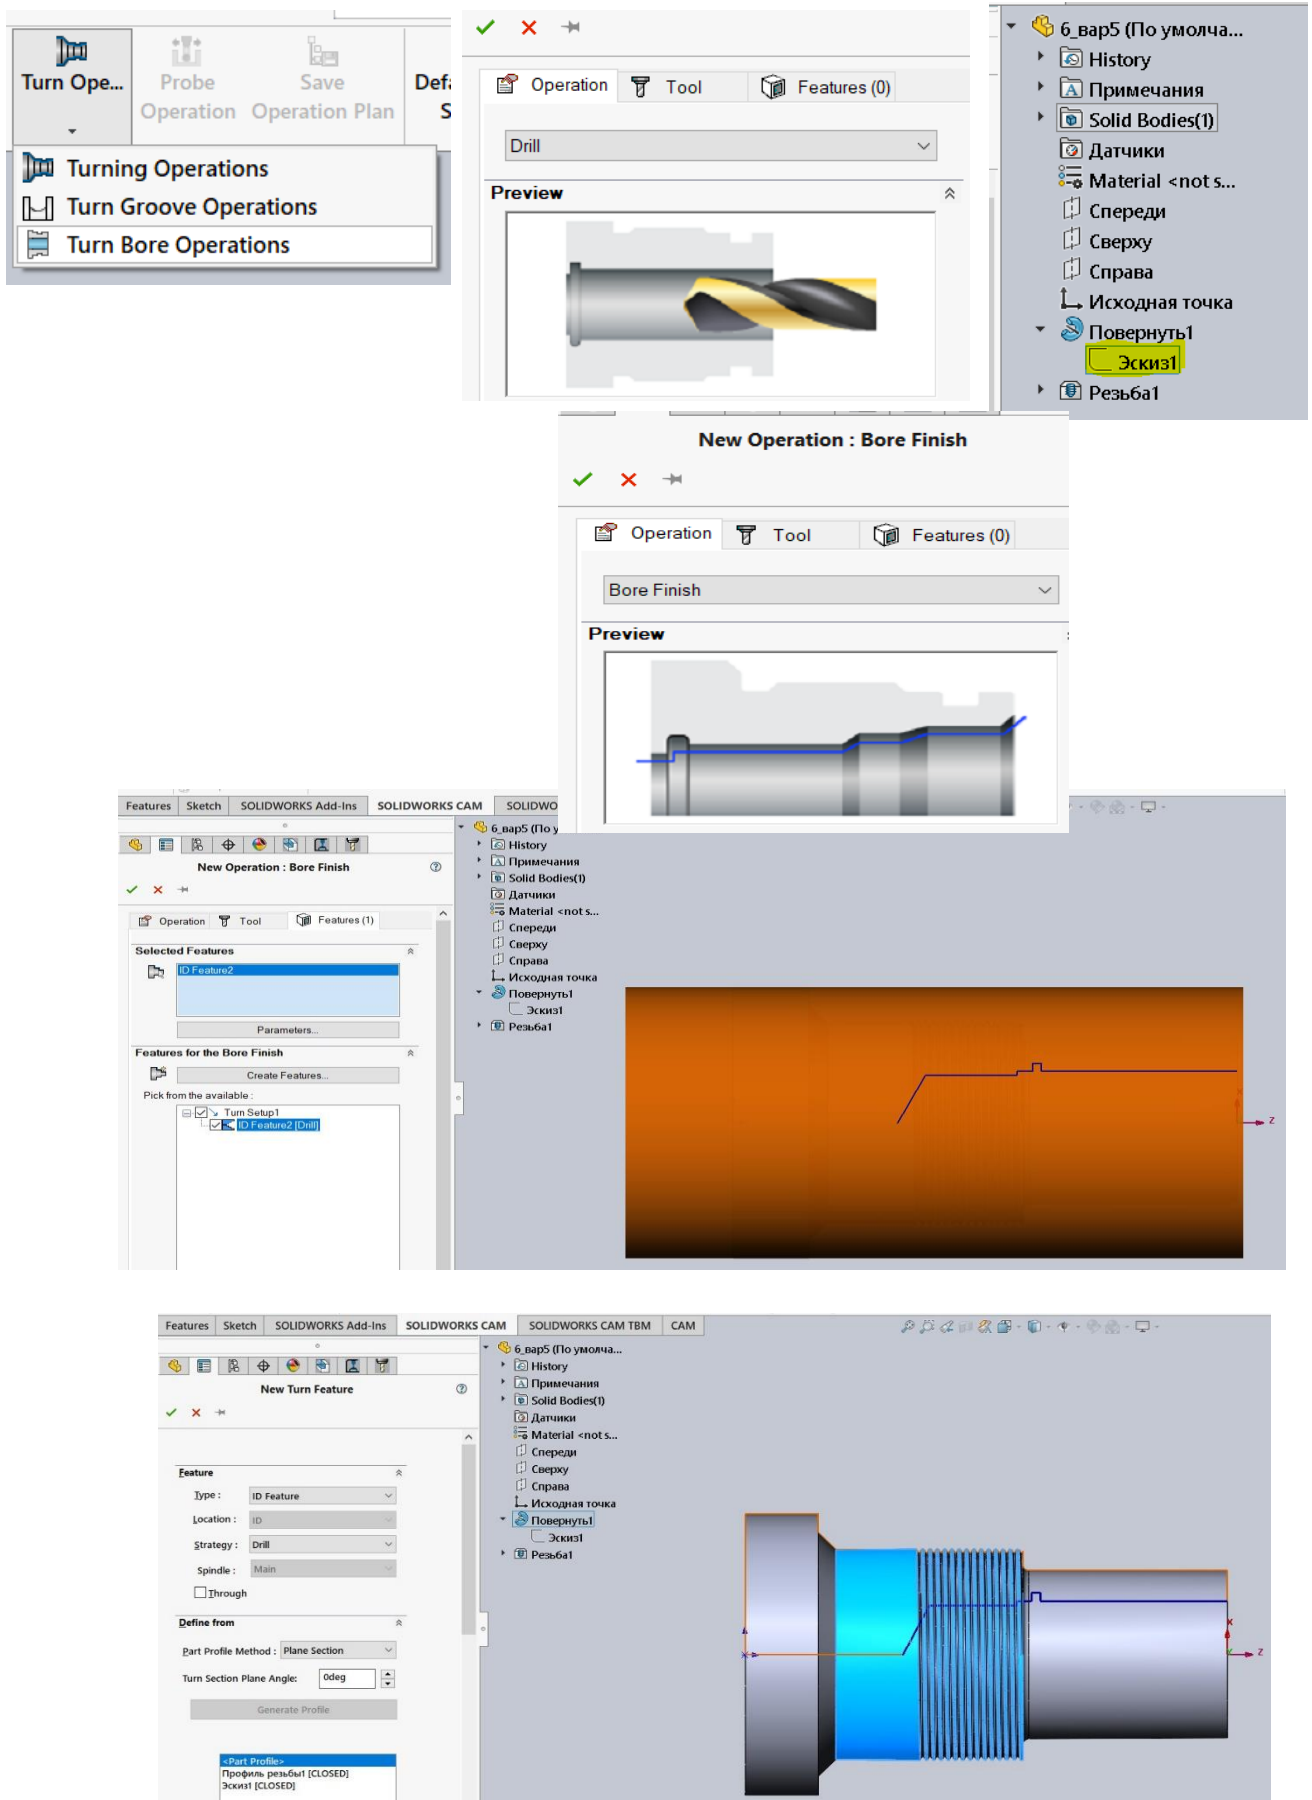 Turn Ope...
Probe
Operation
Save
Operation Plan
Defa
S
Turning Operations
Turn Groove Operations
Turn Bore Operations
Operation
Tool
Features (0)
Drill
Preview
6_вар5 (По умолча...
History
Примечания
Solid Bodies(1)
Датчики
Material <not s...
Спереди
Сверху
Справа
Исходная точка
Повернуть1
Эскиз1
Резьба1
New Operation : Bore Finish
Operation
Tool
Features (0)
Bore Finish
Preview
Features
Sketch
SOLIDWORKS Add-Ins
SOLIDWORKS CAM
SOLIDWO
New Operation : Bore Finish
Operation
Tool
Features (1)
Selected Features
ID Feature2
Parameters...
Features for the Bore Finish
Create Features...
Pick from the available :
Turn Setup1
ID Feature2 [Drill]
6_вар5 (По у
History
Примечания
Solid Bodies(1)
Датчики
Material <not s...
Спереди
Сверху
Справа
Исходная точка
Повернуть1
Эскиз1
Резьба1
Z
Features
Sketch
SOLIDWORKS Add-Ins
SOLIDWORKS CAM
SOLIDWORKS CAM TBM
CAM
New Turn Feature
Feature
Type :
ID Feature
Location :
ID
Strategy :
Drill
Spindle :
Main
Through
Define from
Part Profile Method :
Plane Section
Turn Section Plane Angle:
0deg
Generate Profile
<Part Profile>
Профиль резьбы1 [CLOSED]
Эскиз1 [CLOSED]
6_вар5 (По умолча...
History
Примечания
Solid Bodies(1)
Датчики
Material <not s...
Спереди
Сверху
Справа
Исходная точка
Повернуть1
Эскиз1
Резьба1
X
Z